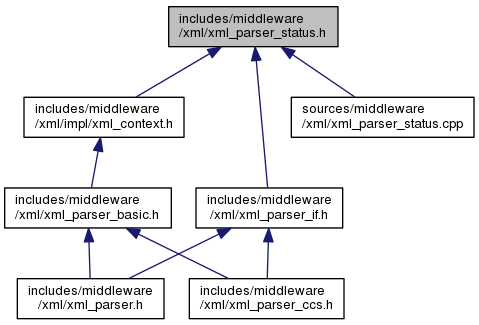 includes/middleware
/xml/xml_parser_status.h
includes/middleware
/xml/impl/xml_context.h
sources/middleware
/xml/xml_parser_status.cpp
includes/middleware
/xml/xml_parser_basic.h
includes/middleware
/xml/xml_parser_if.h
includes/middleware
/xml/xml_parser.h
includes/middleware
/xml/xml_parser_ccs.h